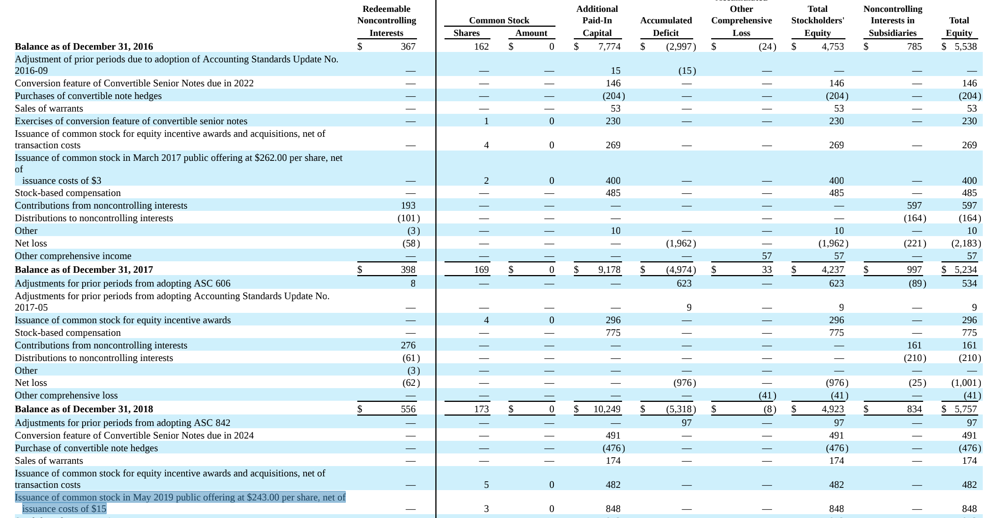 Redeemable Additional Other Total Noncontrolling
Noncontrolling Common Stock Paid-In Accumulated Comprehensive Stockholders' Interests in Total
Interests Shares Amount Capital Deficit Loss Equity Subsidiaries Equity
Balance as of December 31, 2016 $ 367 162 $ 0 $ 7,774 $ (2,997) $ (24) $ 4,753 $ 785 $ 5,538
Adjustment of prior periods due to adoption of Accounting Standards Update No.
2016-09 — — — 15 (15) — — — —
Conversion feature of Convertible Senior Notes due in 2022 — — — 146 — — 146 — 146
Purchases of convertible note hedges — — — (204) — — (204) — (204)
Sales of warrants — — — 53 — — 53 — 53
Exercises of conversion feature of convertible senior notes — 1 0 230 — — 230 — 230
Issuance of common stock for equity incentive awards and acquisitions, net of
transaction costs — 4 0 269 — — 269 — 269
Issuance of common stock in March 2017 public offering at $262.00 per share, net
of
issuance costs of $3 — 2 0 400 — — 400 — 400
Stock-based compensation — — — 485 — — 485 — 485
Contributions from noncontrolling interests 193 — — — — — — 597 597
Distributions to noncontrolling interests (101) — — — — — (164) (164)
Other (3) — — 10 — — 10 — 10
Net loss (58) — — — (1,962) — (1,962) (221) (2,183)
Other comprehensive income — — — — — 57 57 — 57
Balance as of December 31, 2017 $ 398 169 $ 0 $ 9,178 $ (4,974) $ 33 $ 4,237 $ 997 $ 5,234
Adjustments for prior periods from adopting ASC 606 8 — — — 623 — 623 (89) 534
Adjustments for prior periods from adopting Accounting Standards Update No.
2017-05 — — — — 9 — 9 — 9
Issuance of common stock for equity incentive awards — 4 0 296 — — 296 — 296
Stock-based compensation — — — 775 — — 775 — 775
Contributions from noncontrolling interests 276 — — — — — — 161 161
Distributions to noncontrolling interests (61) — — — — — — (210) (210)
Other (3) — — — — — — — —
Net loss (62) — — — (976) — (976) (25) (1,001)
Other comprehensive loss — — — — — (41) (41) — (41)
Balance as of December 31, 2018 $ 556 173 $ 0 $ 10,249 $ (5,318) $ (8) $ 4,923 $ 834 $ 5,757
Adjustments for prior periods from adopting ASC 842 — — — — 97 — 97 — 97
Conversion feature of Convertible Senior Notes due in 2024 — — — 491 — — 491 — 491
Purchase of convertible note hedges — — — (476) — — (476) — (476)
Sales of warrants — — — 174 — — 174 — 174
Issuance of common stock for equity incentive awards and acquisitions, net of
transaction costs — 5 0 482 — — 482 — 482
Issuance of common stock in May 2019 public offering at $243.00 per share, net of
issuance costs of $15 — 3 0 848 — — 848 — 848